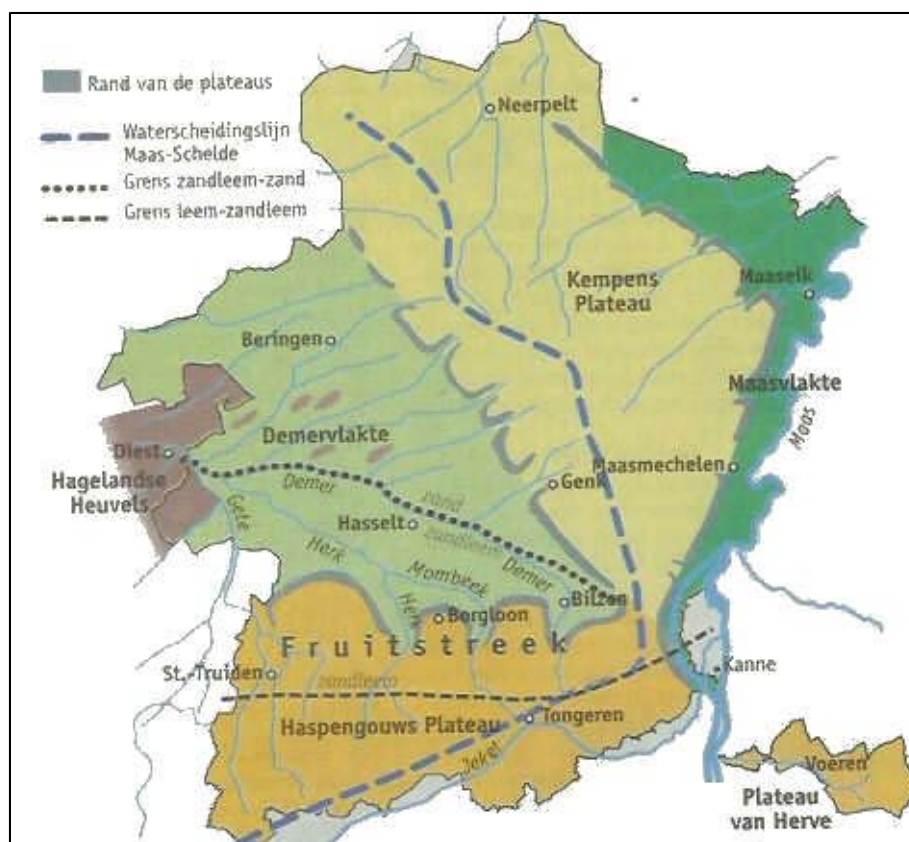 Rand van de plateaus
Waterscheidingslijn
Maas-Schelde
Grens zandleem-zand
Grens leem-zandleem
Neerpelt
Kempens
Plateau
Maaseik
Beringen
Maasvlakte
Maas
Diest
Demervlakte
Hagelandse
Heuvels
Maasmechelen
Genk
Demer
zand
Gete
Hasselt
zandleem
Herk
Demer
Mombeek
Bilzen
Borgloon
Fruitstreek
Kanne
St.-Truiden
zandleem
Haspengouws Plateau
Tongeren
Jekel
Voeren
Plateau
van Herve